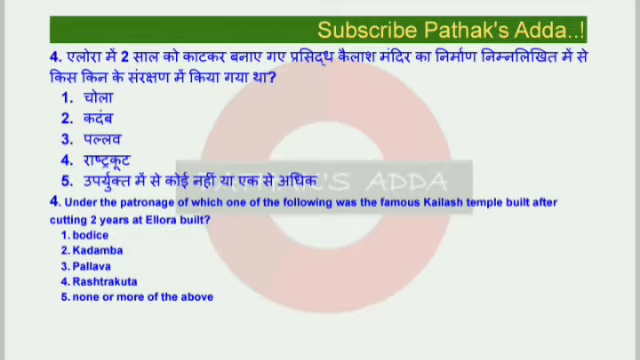 Subscribe Pathak's Adda..!
4. एलोरा में 2 साल को काटकर बनाए गए प्रसिद्ध कैलाश मंदिर का निर्माण निम्नलिखित में से
किस किन के संरक्षण में किया गया था?
1. चोला
2. कदंब
3. पल्लव
4. राष्ट्रकूट
5. उपर्युक्त में से कोई नहीं या एक से अधिक
PATHAK'S ADDA
4. Under the patronage of which one of the following was the famous Kailash temple built after
cutting 2 years at Ellora built?
1. bodice
2. Kadamba
3. Pallava
4. Rashtrakuta
5. none or more of the above